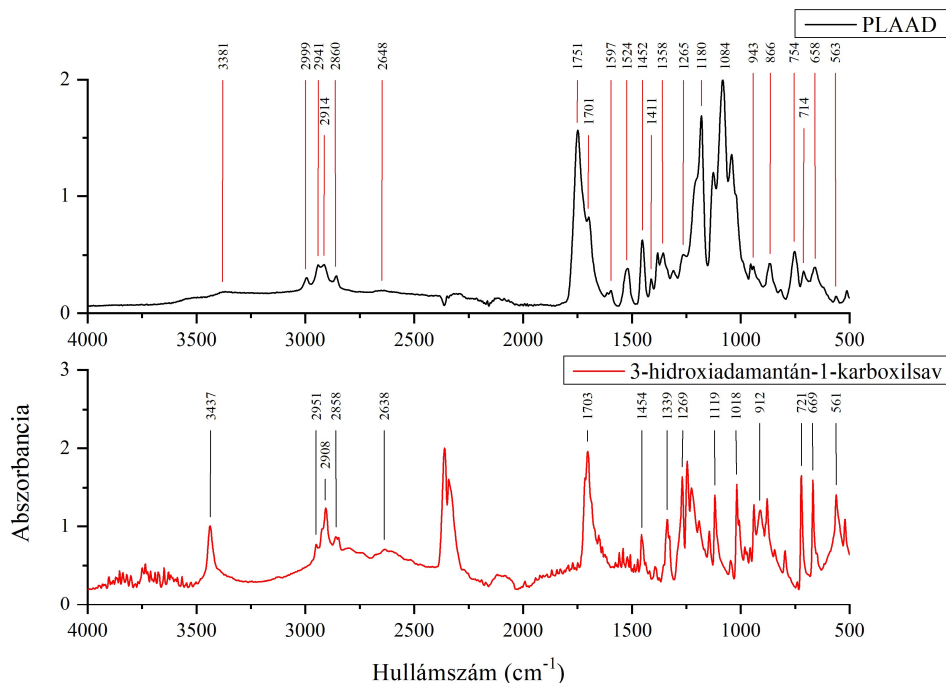 PLAAD
3381 2999 2941 2914 2860 2648 1751 1701 1597 1524 1452 1411 1358 1265 1180 1084 943 866 754 714 658 563
2
1
0
4000 3500 3000 2500 2000 1500 1000 500
3-hidroxiadamantán-1-karboxilsav
3437 2951 2908 2858 2638 1703 1454 1339 1269 1119 1018 912 721 669 561
3
2
1
0
4000 3500 3000 2500 2000 1500 1000 500
Abszorbancia
Hullámszám (cm⁻¹)